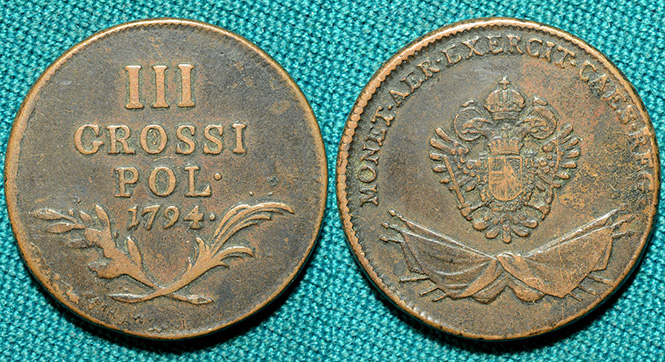 III
GROSSI
POL·
1794·
MONET·AER·EXERCIT·CAES·REG